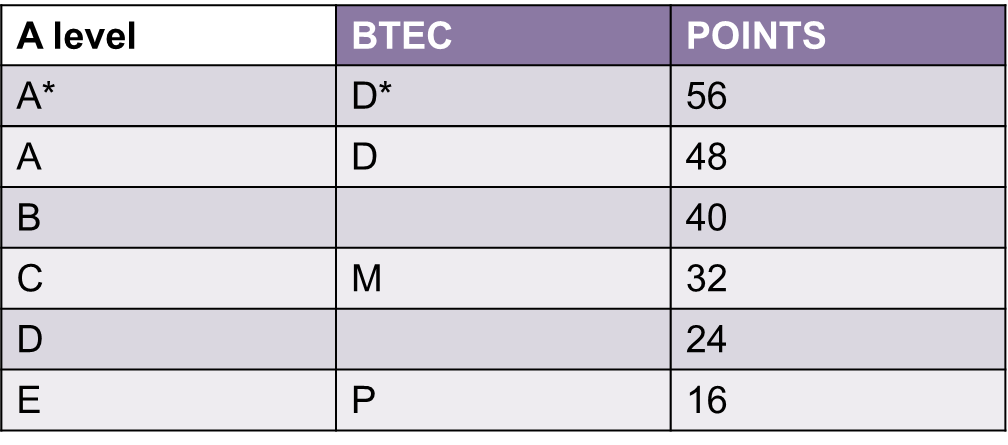 A level BTEC POINTS
A* D* 56
A D 48
B 40
C M 32
D 24
E P 16